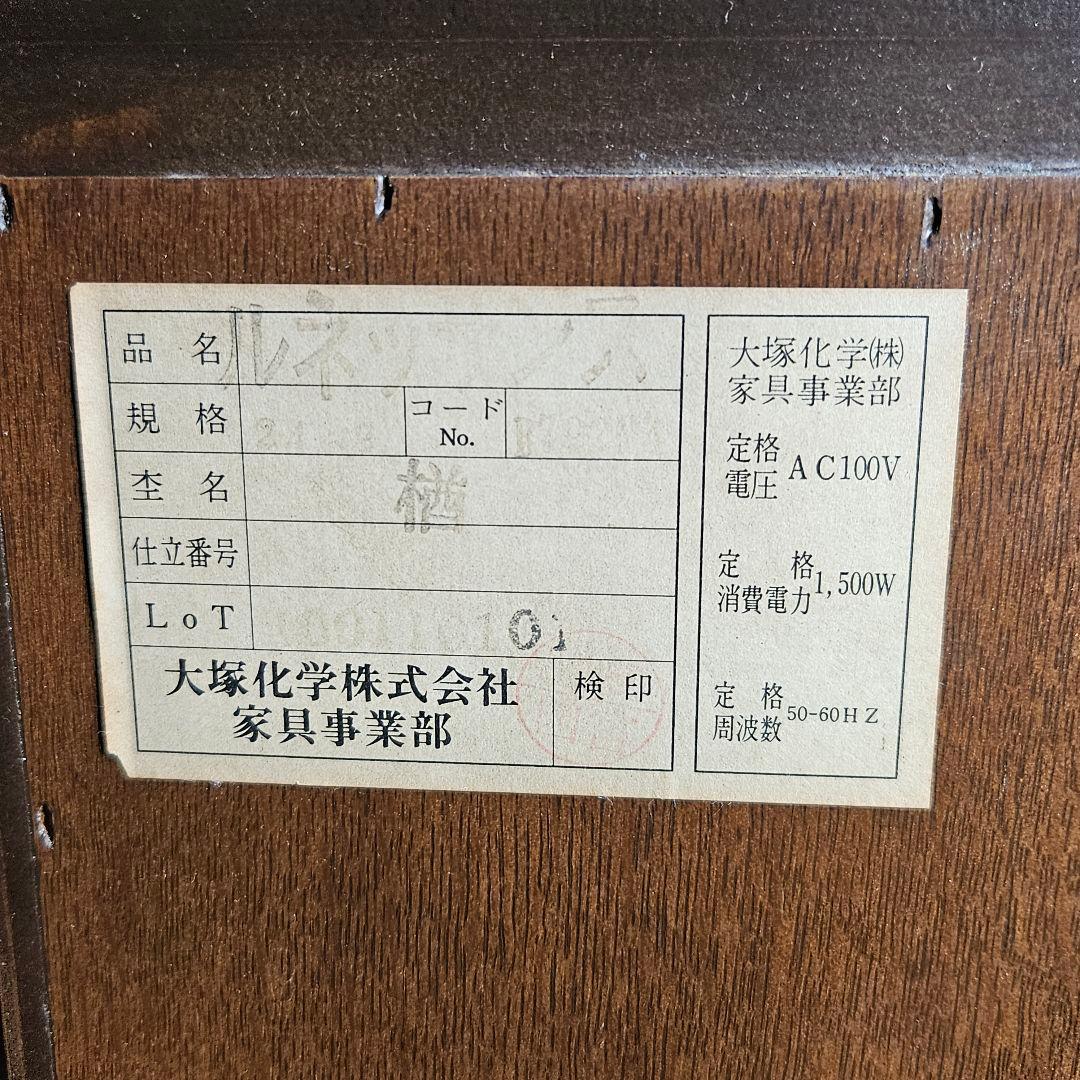 品名 ルネッサンス
規格
コード
No.
杢名 楢
仕立番号
LoT
大塚化学株式会社
家具事業部
検印
大塚化学(株)
家具事業部
定格
電圧 AC100V
定格
消費電力 1,500W
定格
周波数 50-60HZ